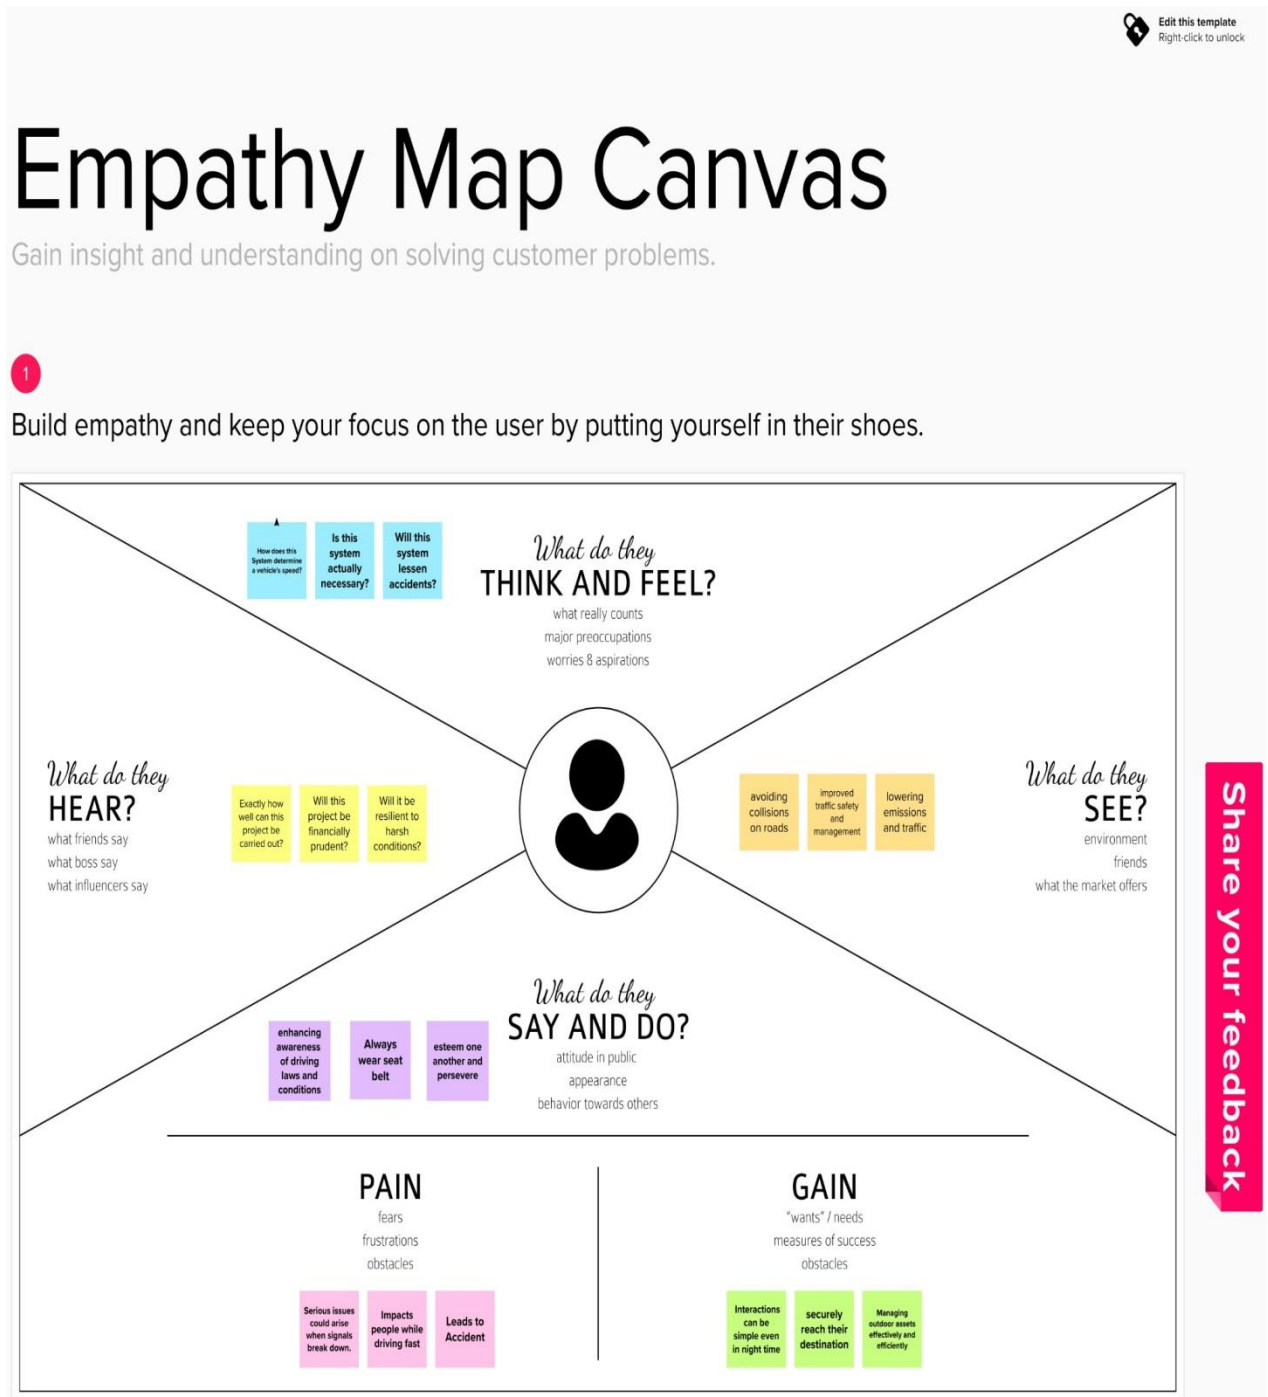 Edit this template
Right-click to unlock
Empathy Map Canvas
Gain insight and understanding on solving customer problems.
1
Build empathy and keep your focus on the user by putting yourself in their shoes.
How does this
System determine
a vehicle's speed?
Is this
system
actually
necessary?
Will this
system
lessen
accidents?
What do they
THINK AND FEEL?
what really counts
major preoccupations
worries & aspirations
What do they
HEAR?
what friends say
what boss say
what influencers say
Exactly how
well can this
project be
carried out?
Will this
project be
financially
prudent?
Will it be
resilient to
harsh
conditions?
avoiding
collisions
on roads
improved
traffic safety
and
management
lowering
emissions
and traffic
What do they
SEE?
environment
friends
what the market offers
Share your feedback
What do they
SAY AND DO?
attitude in public
appearance
behavior towards others
enhancing
awareness
of driving
laws and
conditions
Always
wear seat
belt
esteem one
another and
persevere
PAIN
fears
frustrations
obstacles
Serious issues
could arise
when signals
break down.
Impacts
people while
driving fast
Leads to
Accident
GAIN
"wants" / needs
measures of success
obstacles
Interactions
can be
simple even
in night time
securely
reach their
destination
Managing
outdoor assets
effectively and
efficiently